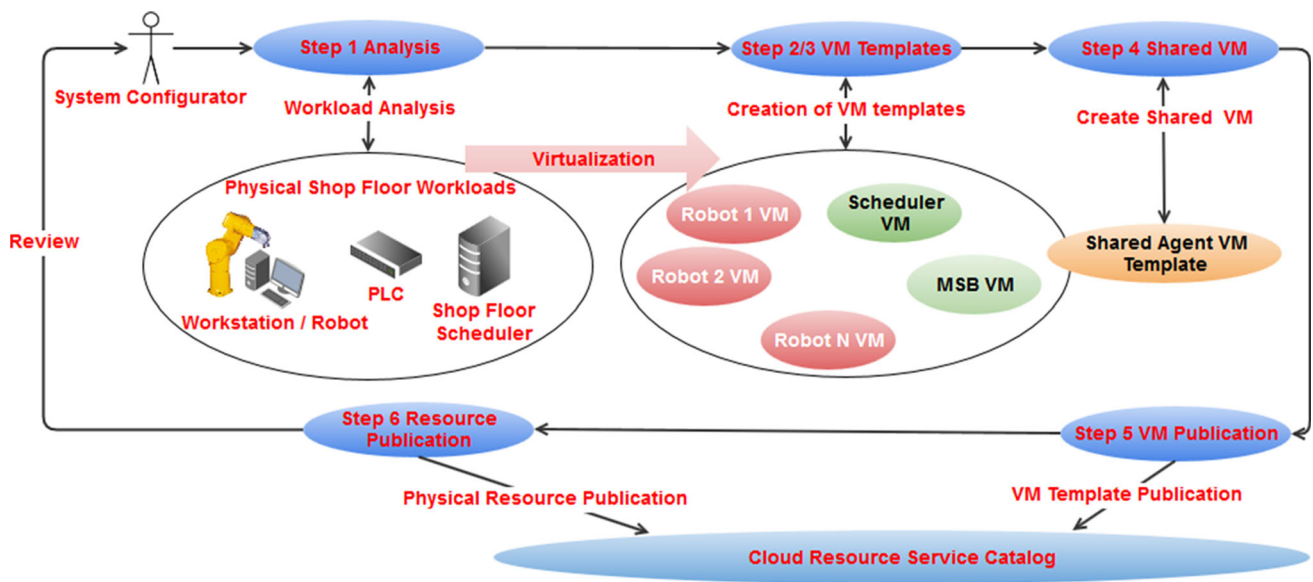 Step 1 Analysis
Step 2/3 VM Templates
Step 4 Shared VM
System Configurator
Workload Analysis
Creation of VM templates
Create Shared VM
Virtualization
Physical Shop Floor Workloads
Robot 1 VM
Scheduler
VM
Review
Shared Agent VM
Template
Robot 2 VM
MSB VM
PLC
Workstation / Robot
Shop Floor
Scheduler
Robot N VM
Step 6 Resource
Publication
Step 5 VM Publication
Physical Resource Publication
VM Template Publication
Cloud Resource Service Catalog